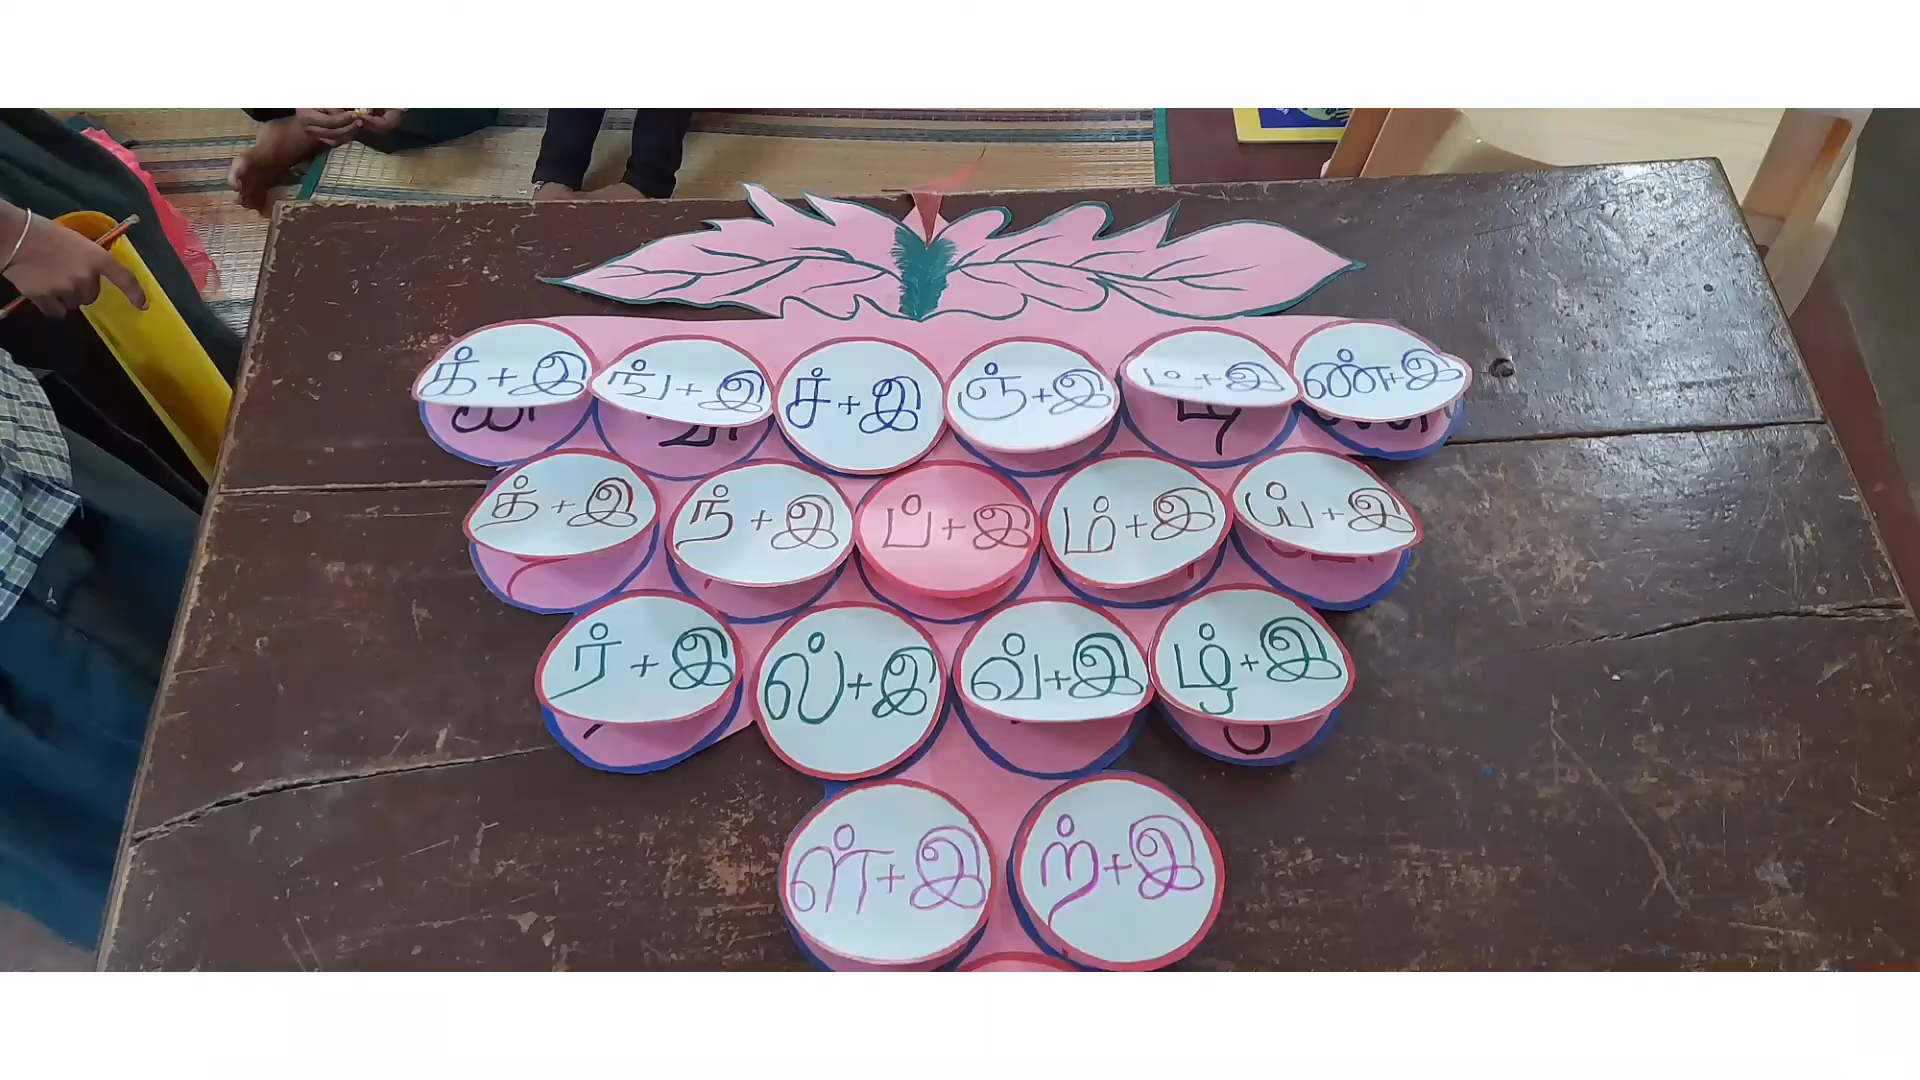 க்+இ ங்+இ ச்+இ ஞ்+இ ட்+இ ண்+இ
த்+இ ந்+இ ப்+இ ம்+இ ய்+இ
ர்+இ ல்+இ வ்+இ ழ்+இ
ள்+இ ற்+இ